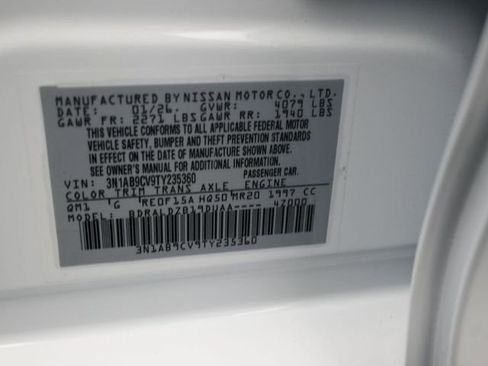 MANUFACTURED BY NISSAN MOTOR CO., LTD.
DATE: 01/26 GVWR: 4079 LBS
GAWR FR: 2271 LBS GAWR RR: 1940 LBS
THIS VEHICLE CONFORMS TO ALL APPLICABLE FEDERAL MOTOR
VEHICLE SAFETY, BUMPER AND THEFT PREVENTION STANDARDS
IN EFFECT ON THE DATE OF MANUFACTURE SHOWN ABOVE.
SEE OWNER'S MANUAL FOR ADDITIONAL INFORMATION.
VIN: 3N1AB9CV9TY235360 PASSENGER CAR.
COLOR TRIM TRANS AXLE ENGINE
QM1 G RE0F15A HQ50 MR20 1997 CC
MODEL: BDRALDZB19DUAA---- 47000
3N1AB9CV9TY235360